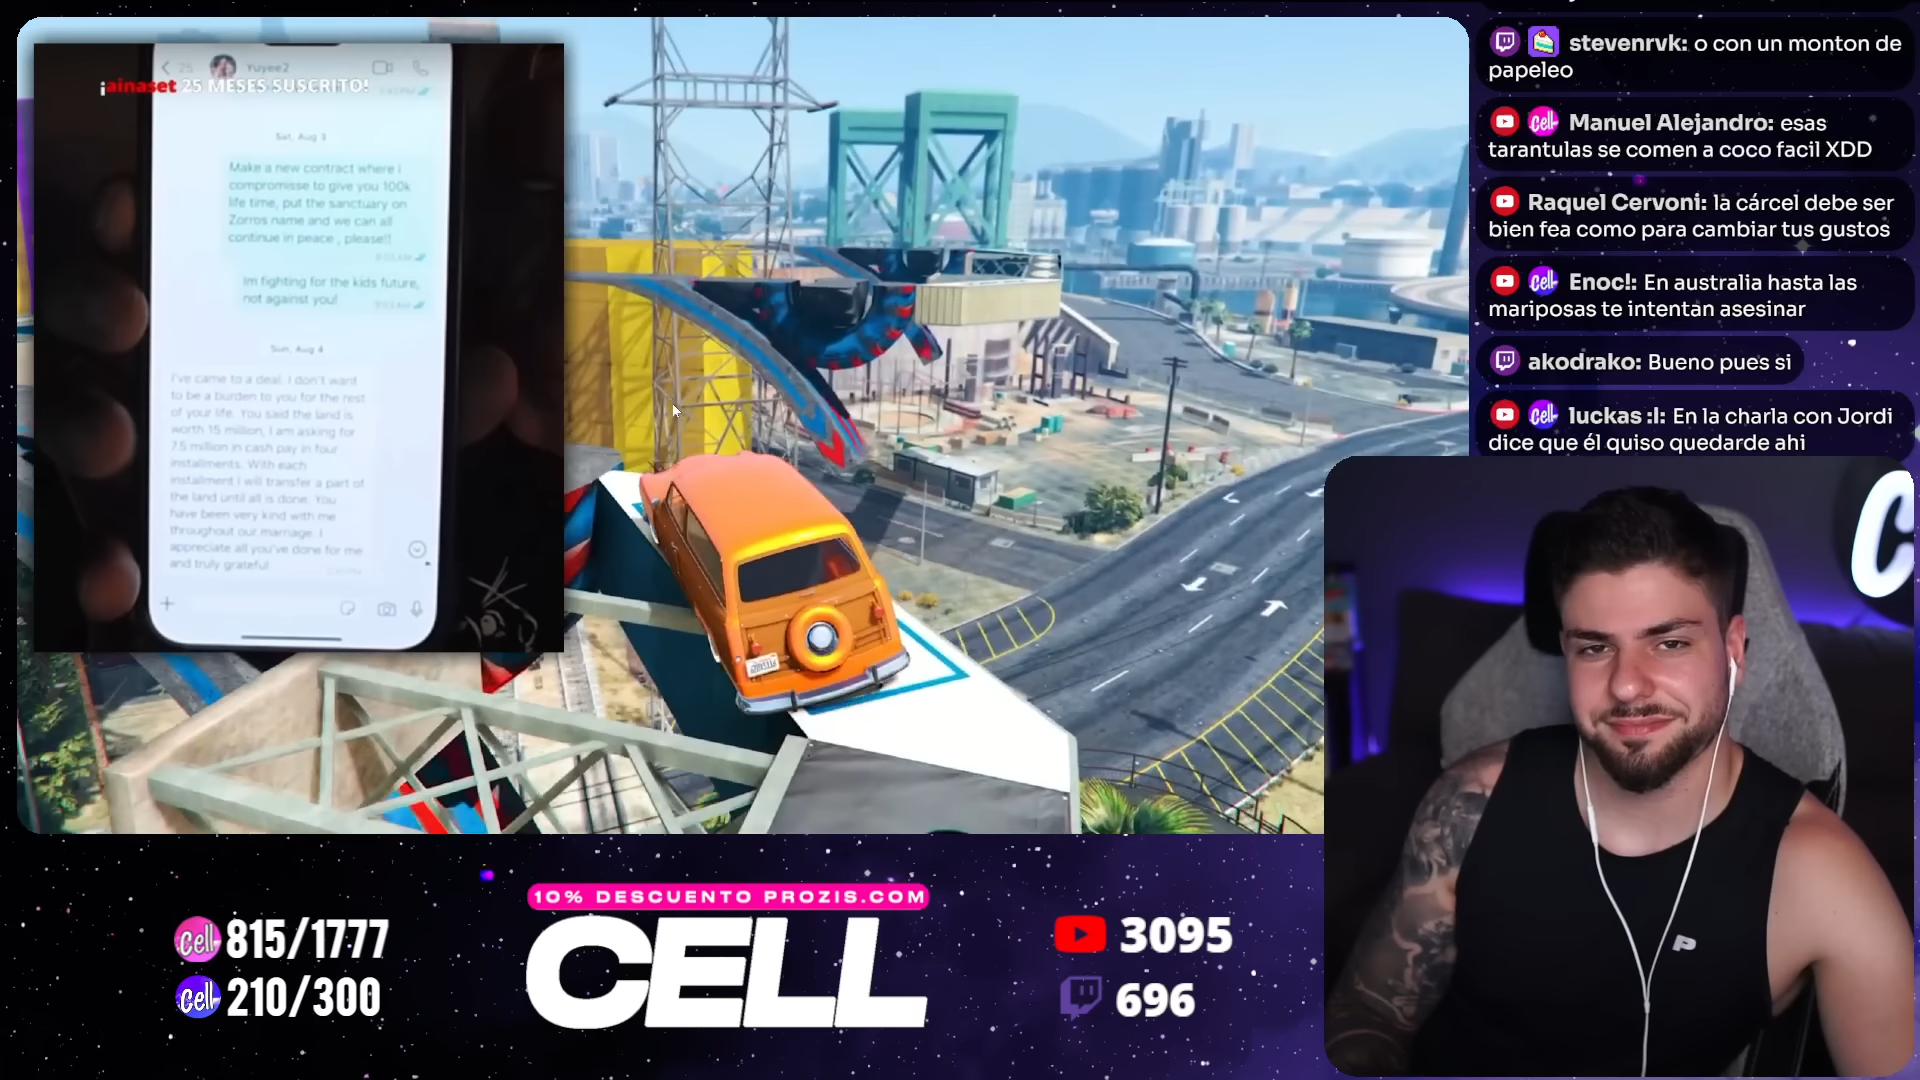 25
Yuyee2
¡ainaset 25 MESES SUSCRITO!
Sat, Aug 3
Make a new contract where i
compromisse to give you 100k
life time, put the sanctuary on
Zorros name and we can all
continue in peace , please!!
Im fighting for the kids future,
not against you!
Sun, Aug 4
I've came to a deal. I don't want
to be a burden to you for the rest
of your life. You said the land is
worth 15 million, I am asking for
7.5 million in cash pay in four
installments. With each
installment I will transfer a part of
the land until all is done. You
have been very kind with me
throughout our marriage. I
appreciate all you've done for me
and truly grateful
stevenrvk: o con un monton de
papeleo
cell Manuel Alejandro: esas
tarantulas se comen a coco facil XDD
Raquel Cervoni: la cárcel debe ser
bien fea como para cambiar tus gustos
cell Enoc!: En australia hasta las
mariposas te intentan asesinar
akodrako: Bueno pues si
cell luckas :l: En la charla con Jordi
dice que él quiso quedarde ahi
C
P
10% DESCUENTO PROZIS.COM
CELL
cell 815/1777
cell 210/300
3095
696